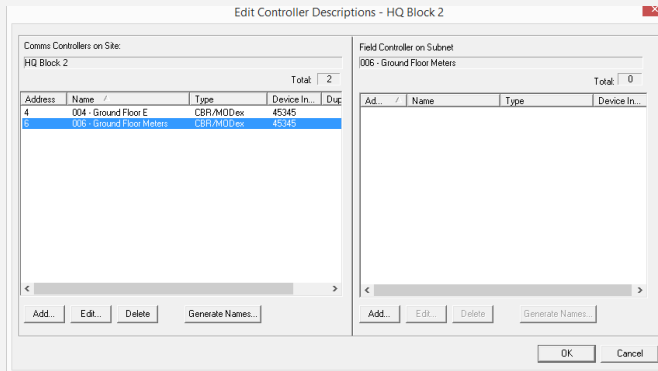 Edit Controller Descriptions - HQ Block 2
Comms Controllers on Site:
HQ Block 2
Total: 2
Address Name / Type Device In... Dup
4 004 - Ground Floor E CBR/MODex 45345
6 006 - Ground Floor Meters CBR/MODex 45345
Add... Edit... Delete Generate Names...
Field Controller on Subnet
006 - Ground Floor Meters
Total: 0
Ad... / Name Type Device In...
Add... Edit... Delete Generate Names...
OK Cancel